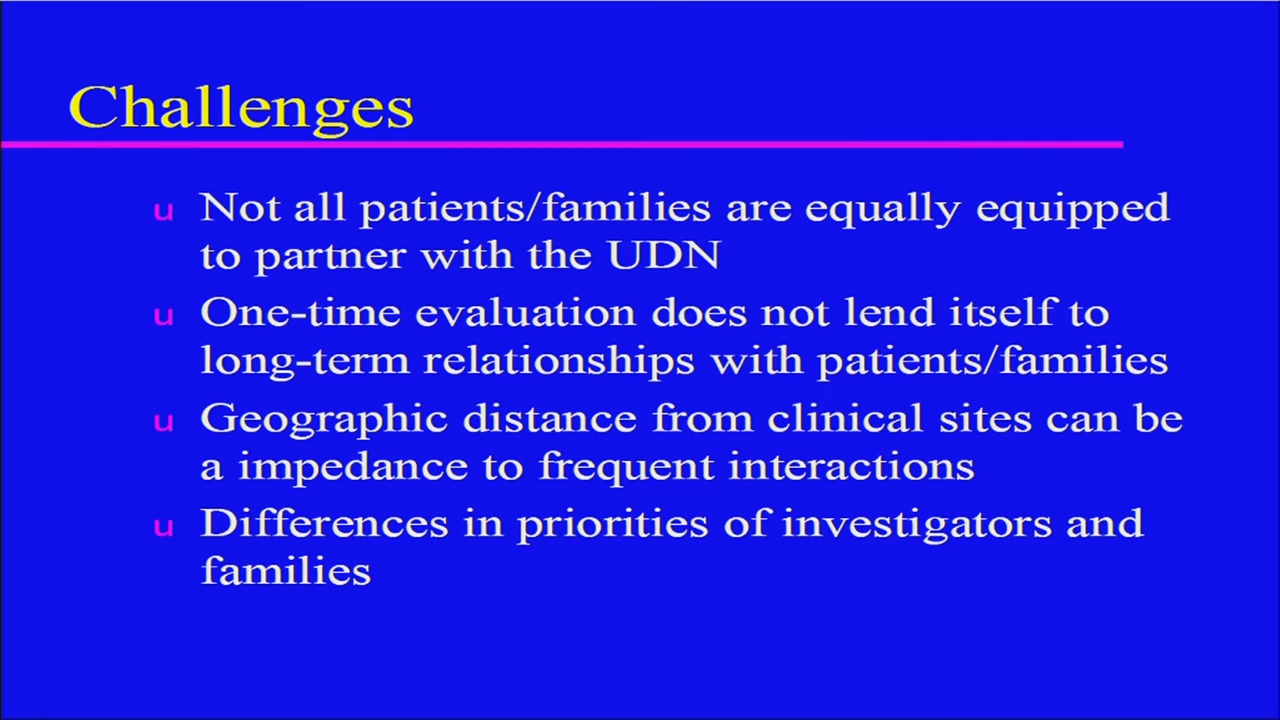 Challenges
u Not all patients/families are equally equipped
to partner with the UDN
u One-time evaluation does not lend itself to
long-term relationships with patients/families
u Geographic distance from clinical sites can be
a impedance to frequent interactions
u Differences in priorities of investigators and
families